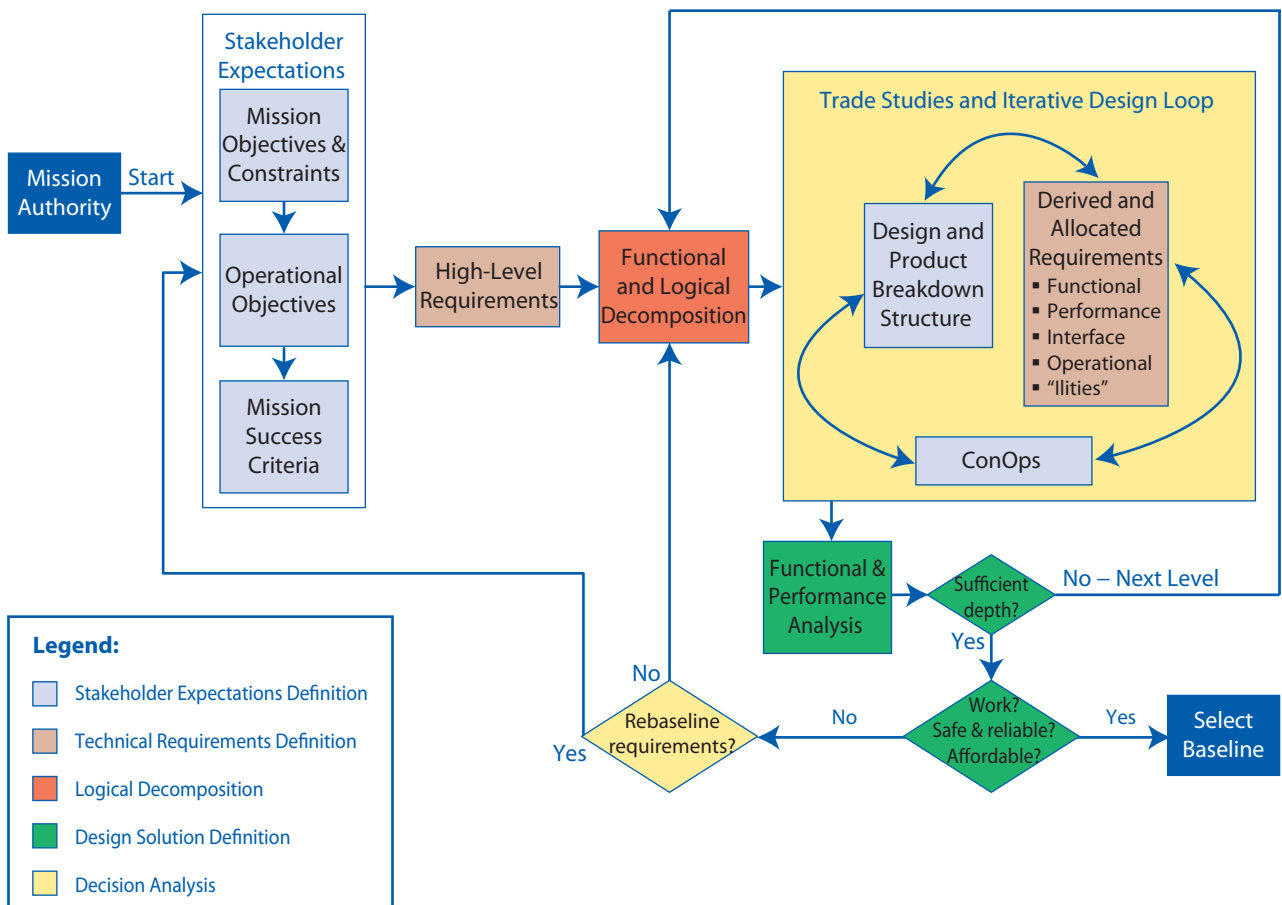 Stakeholder
Expectations
Mission
Objectives &
Constraints
Mission
Authority
Start
Operational
Objectives
Mission
Success
Criteria
High-Level
Requirements
Functional
and Logical
Decomposition
Trade Studies and Iterative Design Loop
Design and
Product
Breakdown
Structure
Derived and
Allocated
Requirements
▪ Functional
▪ Performance
▪ Interface
▪ Operational
▪ “Ilities”
ConOps
Functional &
Performance
Analysis
Sufficient
depth?
No – Next Level
Yes
Work?
Safe & reliable?
Affordable?
Yes
Select
Baseline
No
Rebaseline
requirements?
No
Yes
Legend:
Stakeholder Expectations Definition
Technical Requirements Definition
Logical Decomposition
Design Solution Definition
Decision Analysis